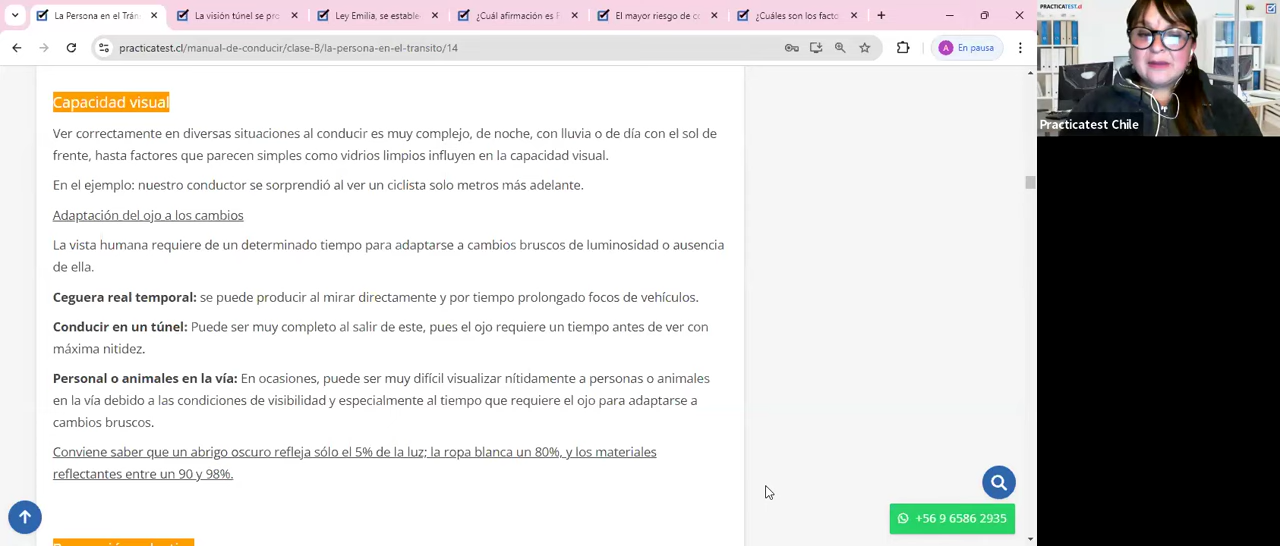 La Persona en el Trán
La visión túnel se pro
Ley Emilia, se estable
¿Cuál afirmación es
El mayor riesgo de co
¿Cuáles son los facto
practicatest.cl/manual-de-conducir/clase-B/la-persona-en-el-transito/14
A
En pausa
PRACTICATEST.cl
Practicatest Chile
Capacidad visual
Ver correctamente en diversas situaciones al conducir es muy complejo, de noche, con lluvia o de día con el sol de
frente, hasta factores que parecen simples como vidrios limpios influyen en la capacidad visual.
En el ejemplo: nuestro conductor se sorprendió al ver un ciclista solo metros más adelante.
Adaptación del ojo a los cambios
La vista humana requiere de un determinado tiempo para adaptarse a cambios bruscos de luminosidad o ausencia
de ella.
Ceguera real temporal: se puede producir al mirar directamente y por tiempo prolongado focos de vehículos.
Conducir en un túnel: Puede ser muy completo al salir de este, pues el ojo requiere un tiempo antes de ver con
máxima nitidez.
Personal o animales en la vía: En ocasiones, puede ser muy difícil visualizar nítidamente a personas o animales
en la vía debido a las condiciones de visibilidad y especialmente al tiempo que requiere el ojo para adaptarse a
cambios bruscos.
Conviene saber que un abrigo oscuro refleja sólo el 5% de la luz; la ropa blanca un 80%, y los materiales
reflectantes entre un 90 y 98%.
+56 9 6586 2935